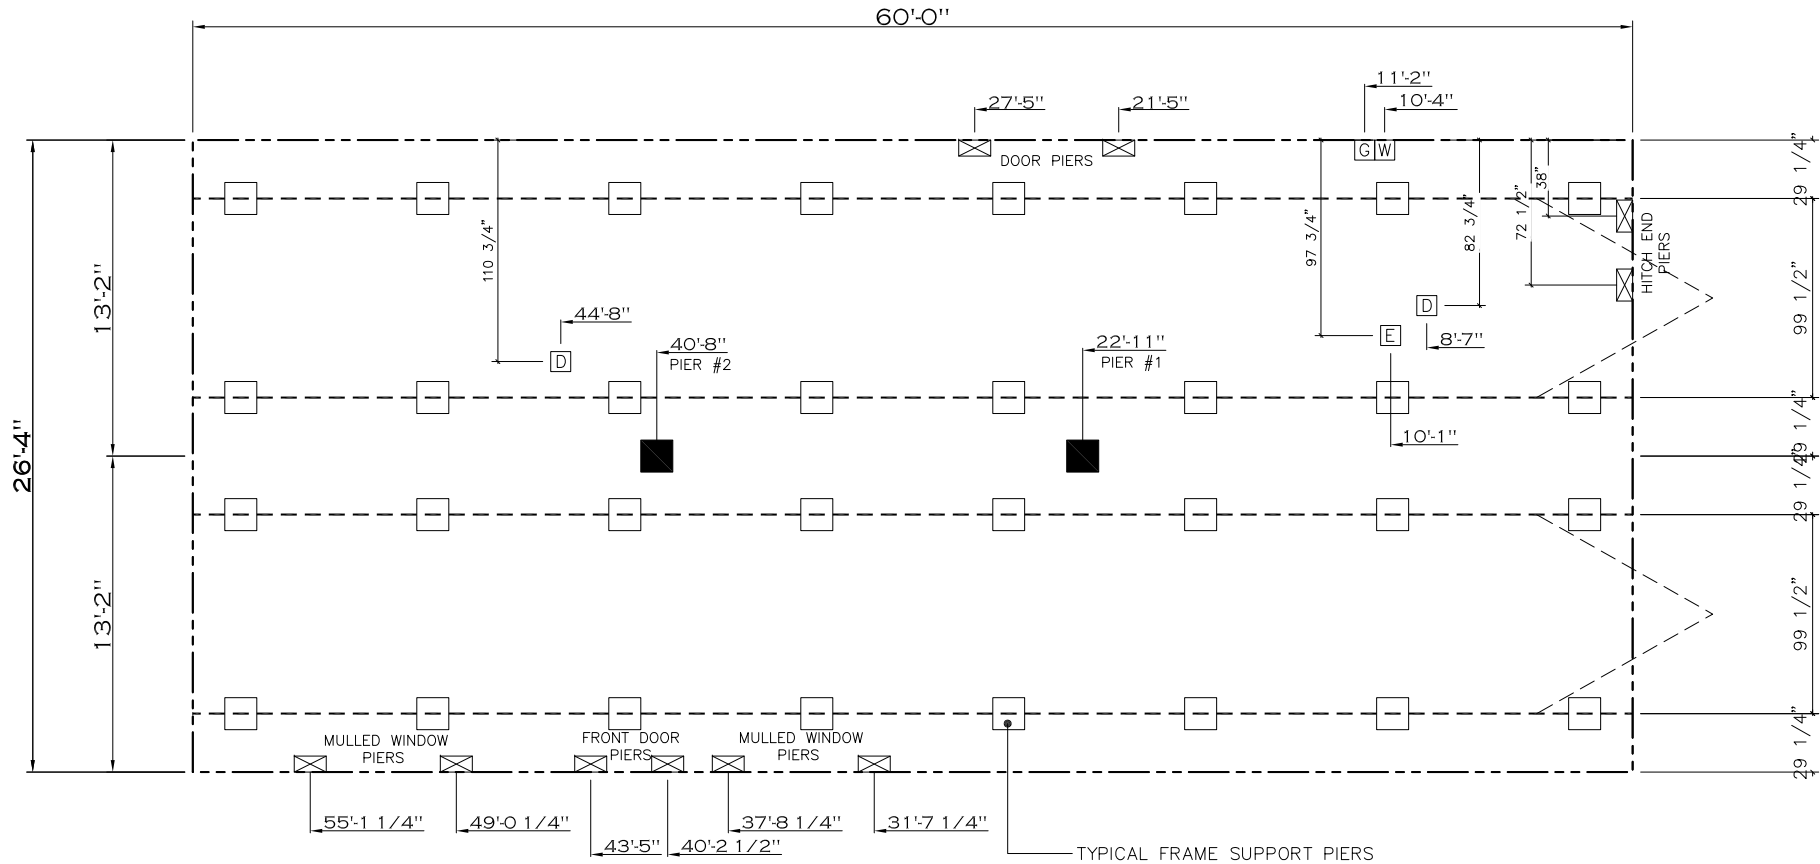 60'-0"
11'-2"
27'-5"
21'-5"
10'-4"
DOOR PIERS
G W
29 1/4"
38"
72 1/2"
82 3/4"
97 3/4"
110 3/4"
HITCH END
PIERS
13'-2"
99 1/2"
44'-8"
D
D
E
8'-7"
40'-8"
PIER #2
22'-11"
PIER #1
29 1/4"
10'-1"
26'-4"
29 1/4"
13'-2"
99 1/2"
MULLED WINDOW
PIERS
FRONT DOOR
PIERS
MULLED WINDOW
PIERS
29 1/4"
55'-1 1/4"
49'-0 1/4"
37'-8 1/4"
31'-7 1/4"
43'-5"
40'-2 1/2"
TYPICAL FRAME SUPPORT PIERS